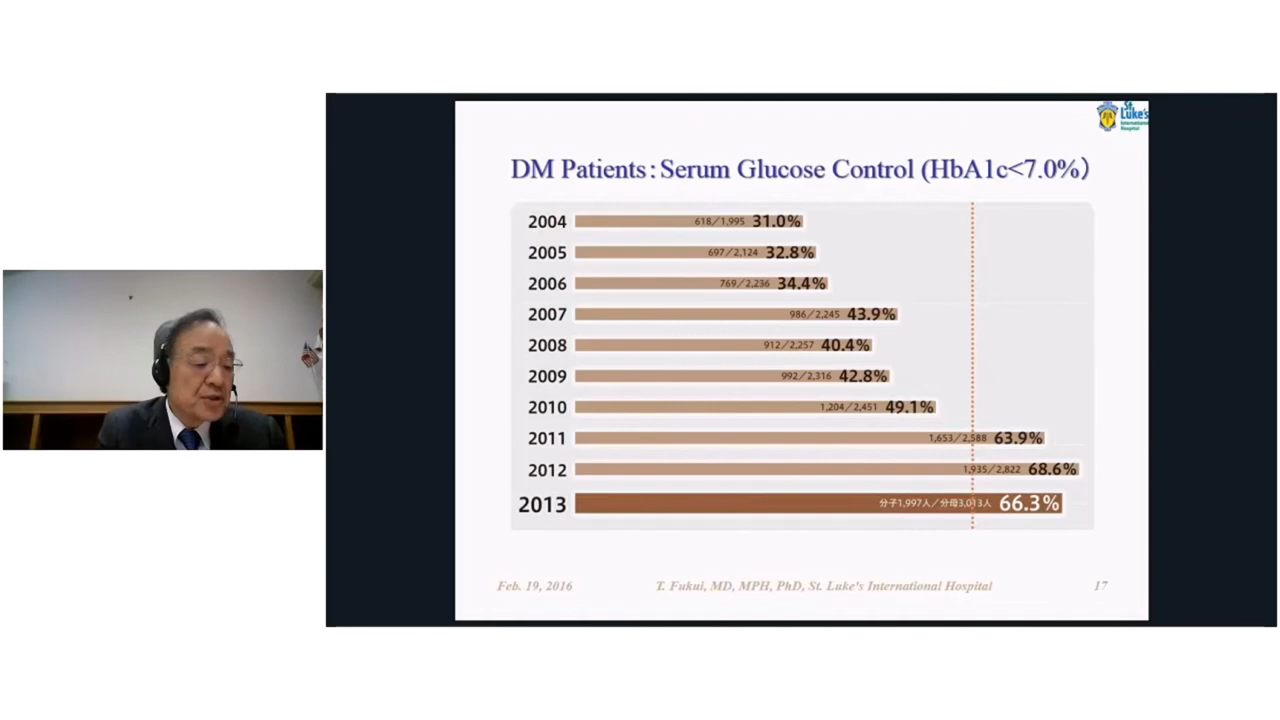 St.
Luke's
International
Hospital
DM Patients：Serum Glucose Control (HbA1c<7.0%)
2004 618／1,995 31.0%
2005 697／2,124 32.8%
2006 769／2,236 34.4%
2007 986／2,245 43.9%
2008 912／2,257 40.4%
2009 992／2,316 42.8%
2010 1,204／2,451 49.1%
2011 1,653／2,588 63.9%
2012 1,935／2,822 68.6%
2013 分子1,997人／分母3,013人 66.3%
Feb. 19, 2016 T. Fukui, MD, MPH, PhD, St. Luke's International Hospital 17